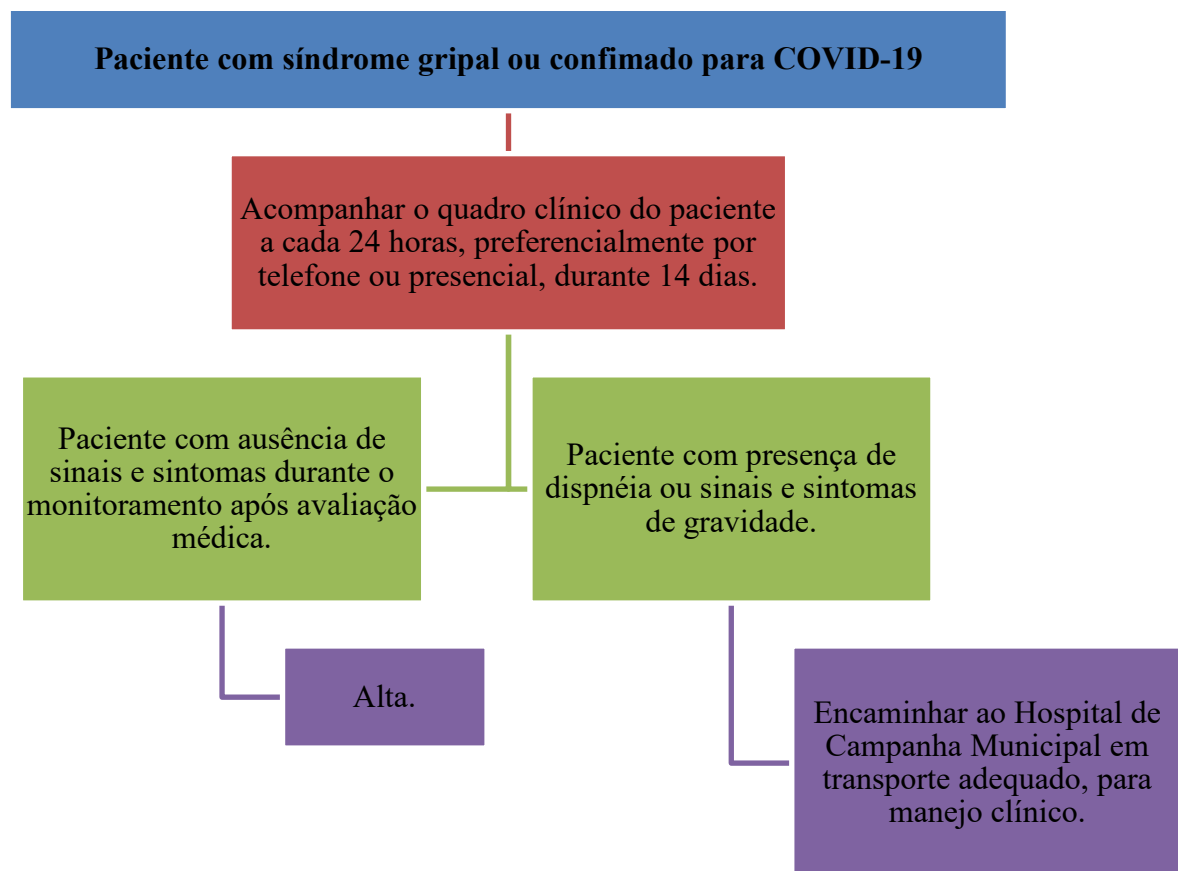 Paciente com síndrome gripal ou confimado para COVID-19
Acompanhar o quadro clínico do paciente
a cada 24 horas, preferencialmente por
telefone ou presencial, durante 14 dias.
Paciente com ausência de
sinais e sintomas durante o
monitoramento após avaliação
médica.
Paciente com presença de
dispnéia ou sinais e sintomas
de gravidade.
Alta.
Encaminhar ao Hospital de
Campanha Municipal em
transporte adequado, para
manejo clínico.